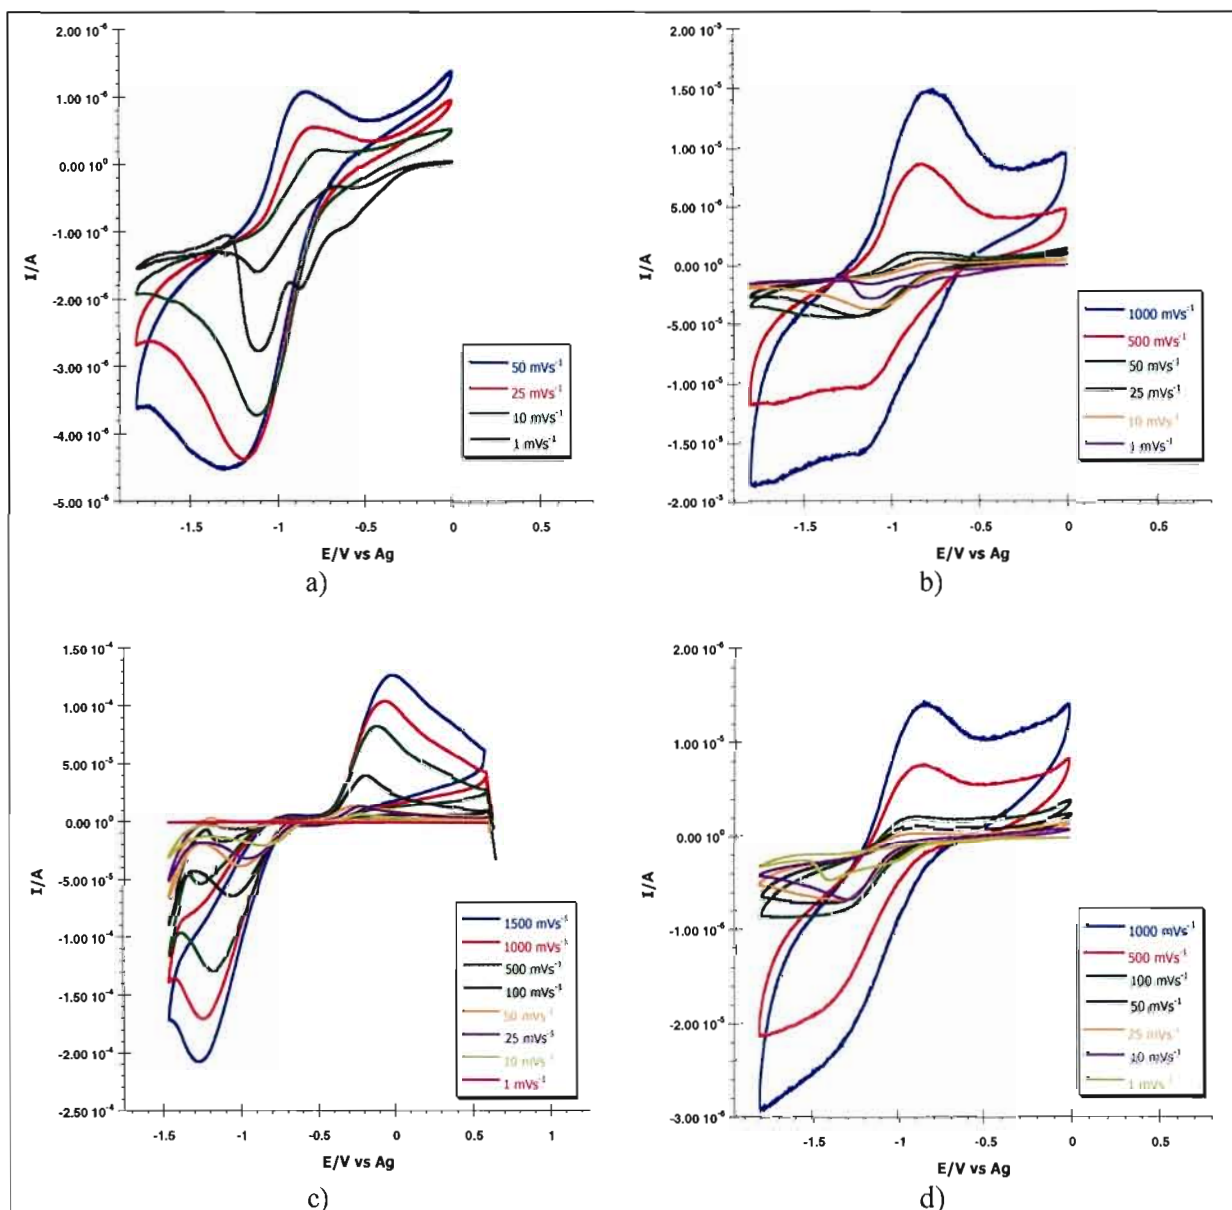 2.00 10⁻⁶
1.00 10⁻⁶
0.00 10⁰
-1.00 10⁻⁶
-2.00 10⁻⁶
-3.00 10⁻⁶
-4.00 10⁻⁶
-5.00 10⁻⁶
I/A
-1.5 -1 -0.5 0 0.5
E/V vs Ag
50 mVs⁻¹
25 mVs⁻¹
10 mVs⁻¹
1 mVs⁻¹
a)
2.00 10⁻⁵
1.50 10⁻⁵
1.00 10⁻⁵
5.00 10⁻⁶
0.00 10⁰
-5.00 10⁻⁶
-1.00 10⁻⁵
-1.50 10⁻⁵
-2.00 10⁻⁵
I/A
-1.5 -1 -0.5 0 0.5
E/V vs Ag
1000 mVs⁻¹
500 mVs⁻¹
50 mVs⁻¹
25 mVs⁻¹
10 mVs⁻¹
1 mVs⁻¹
b)
1.50 10⁻⁴
1.00 10⁻⁴
5.00 10⁻⁵
0.00 10⁰
-5.00 10⁻⁵
-1.00 10⁻⁴
-1.50 10⁻⁴
-2.00 10⁻⁴
-2.50 10⁻⁴
I/A
-1.5 -1 -0.5 0 0.5 1
E/V vs Ag
1500 mVs⁻¹
1000 mVs⁻¹
500 mVs⁻¹
100 mVs⁻¹
50 mVs⁻¹
25 mVs⁻¹
10 mVs⁻¹
1 mVs⁻¹
c)
2.00 10⁻⁶
1.00 10⁻⁵
0.00 10⁰
-1.00 10⁻⁶
-2.00 10⁻⁵
-3.00 10⁻⁶
I/A
-1.5 -1 -0.5 0 0.5
E/V vs Ag
1000 mVs⁻¹
500 mVs⁻¹
100 mVs⁻¹
50 mVs⁻¹
25 mVs⁻¹
10 mVs⁻¹
1 mVs⁻¹
d)